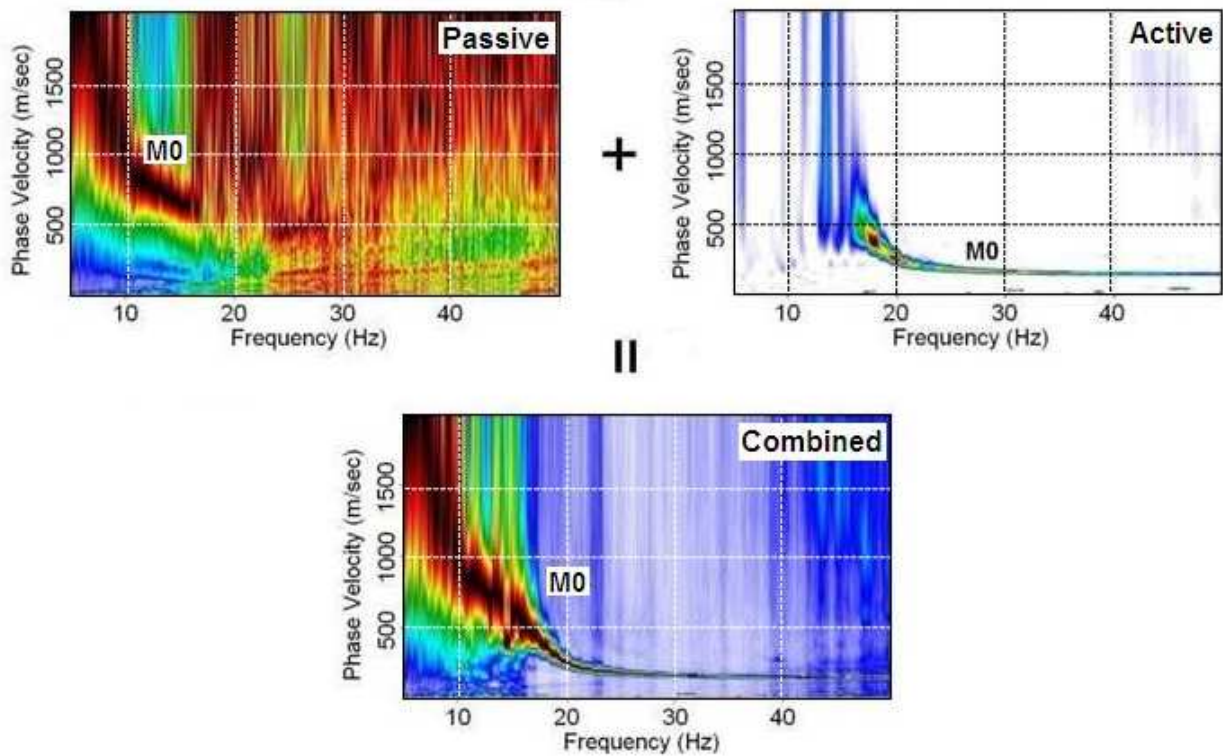 Passive
M0
Phase Velocity (m/sec)
1500
1000
500
10 20 30 40
Frequency (Hz)
+
Active
M0
Phase Velocity (m/sec)
1500
1000
500
10 20 30 40
Frequency (Hz)
=
Combined
M0
Phase Velocity (m/sec)
1500
1000
500
10 20 30 40
Frequency (Hz)